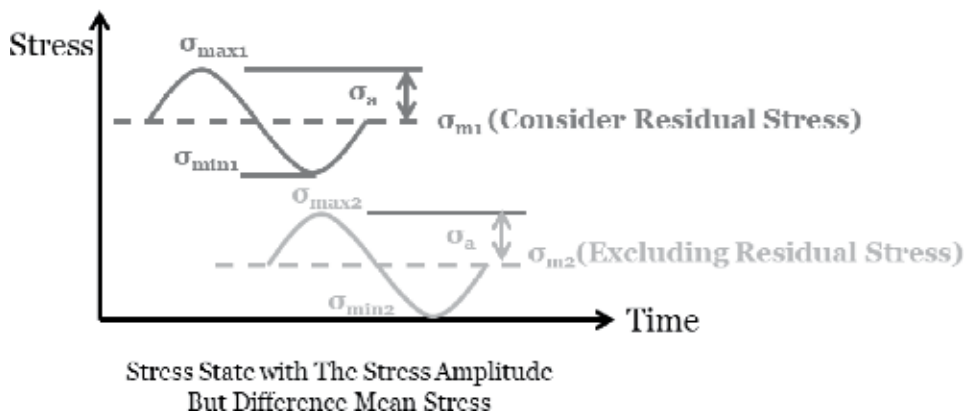 Stress
σmax1
σa
σm1 (Consider Residual Stress)
σmin1
σmax2
σa
σm2(Excluding Residual Stress)
σmin2
Time
Stress State with The Stress Amplitude
But Difference Mean Stress